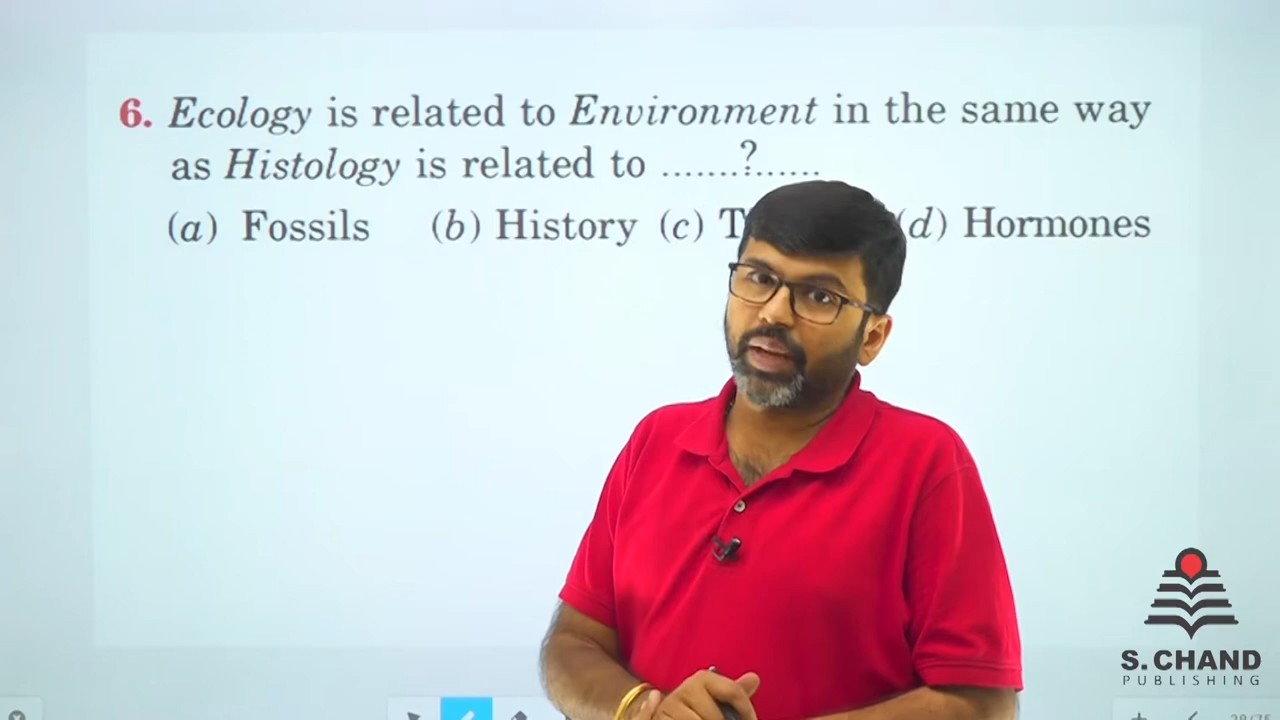 6. Ecology is related to Environment in the same way
as Histology is related to .......?......
(a) Fossils (b) History (c) (d) Hormones
S. CHAND
PUBLISHING